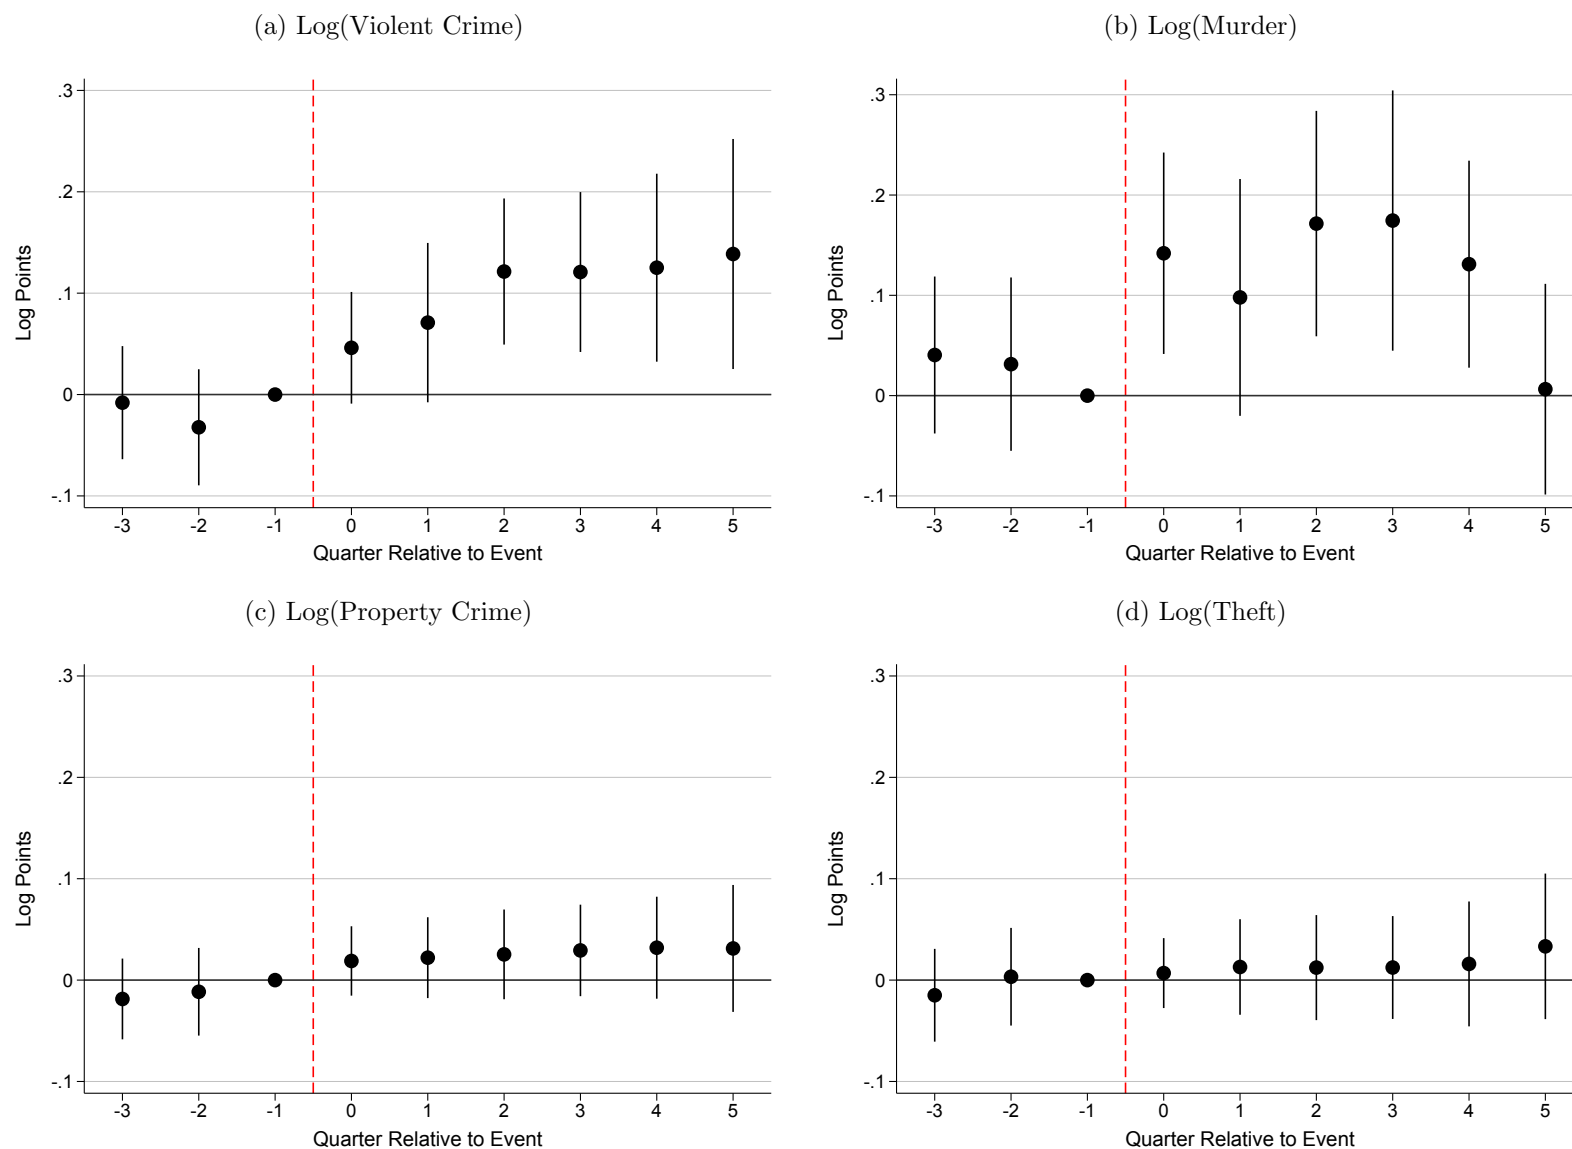 (a) Log(Violent Crime)
.3
.2
.1
0
-.1
Log Points
-3 -2 -1 0 1 2 3 4 5
Quarter Relative to Event
(b) Log(Murder)
.3
.2
.1
0
-.1
Log Points
-3 -2 -1 0 1 2 3 4 5
Quarter Relative to Event
(c) Log(Property Crime)
.3
.2
.1
0
-.1
Log Points
-3 -2 -1 0 1 2 3 4 5
Quarter Relative to Event
(d) Log(Theft)
.3
.2
.1
0
-.1
Log Points
-3 -2 -1 0 1 2 3 4 5
Quarter Relative to Event